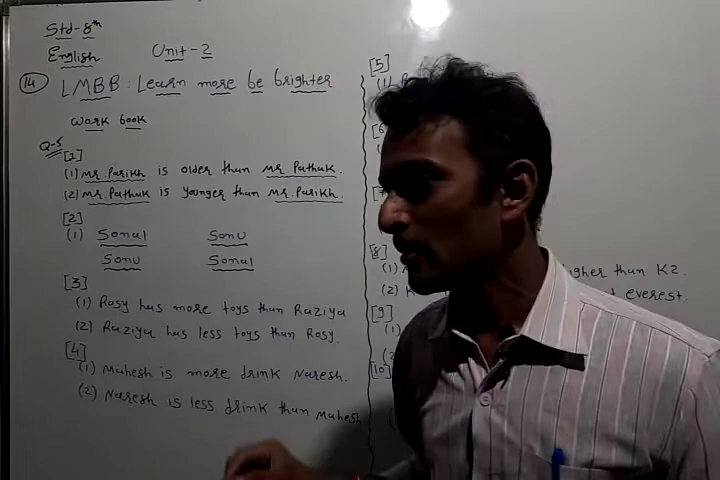 Std-8th
English Unit-2
14 LMBB: Learn more be brighter
Work book
Q-5
[1]
(1) Mr. Parikh is older than Mr. Pathak.
(2) Mr. Pathak is younger than Mr. Parikh.
[2]
(1) Sonal Sonu
Sonu Sonal
[3]
(1) Rosy has more toys than Raziya
(2) Raziya has less toys than Rosy.
[4]
(1) Mahesh is more drink Naresh.
(2) Naresh is less drink than Mahesh
[5]
(1)
[6]
[7]
[8]
(1) higher than K2.
(2) everest.
[9]
(1)
[10]